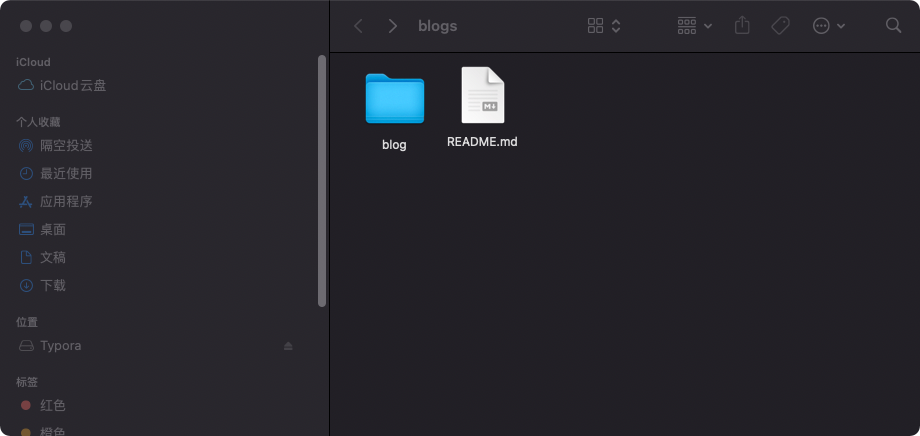 blogs
iCloud
iCloud云盘
个人收藏
隔空投送
最近使用
应用程序
桌面
文稿
下载
位置
Typora
标签
红色
橙色
M↓
blog
README.md